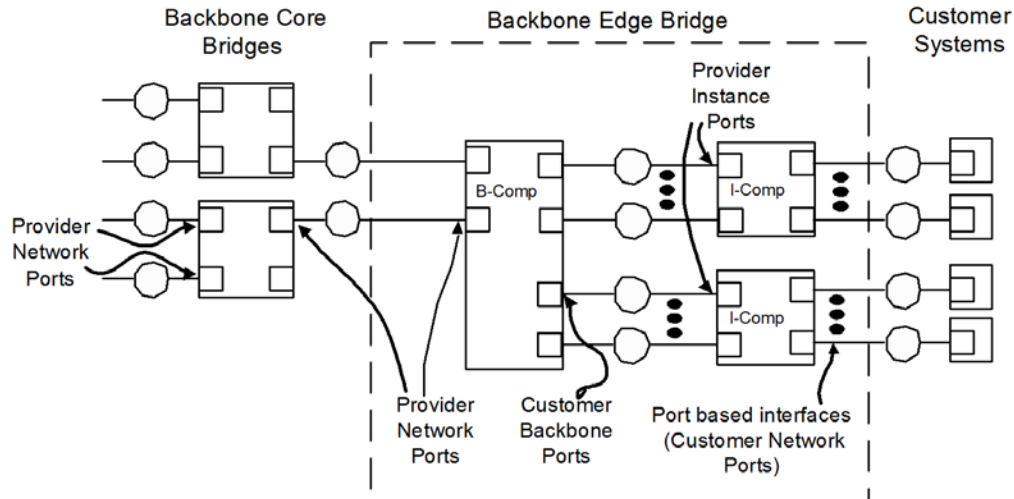 Backbone Core
Bridges
Backbone Edge Bridge
Customer
Systems
Provider
Instance
Ports
B-Comp
I-Comp
Provider
Network
Ports
I-Comp
Provider
Network
Ports
Customer
Backbone
Ports
Port based interfaces
(Customer Network
Ports)